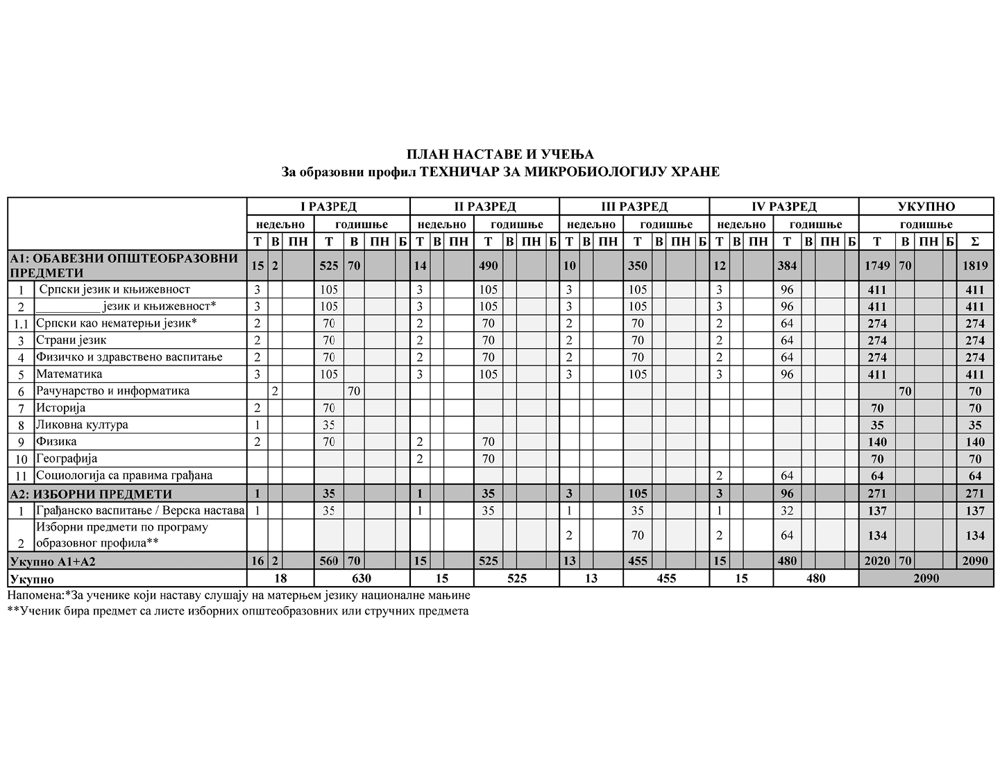 ПЛАН НАСТАВЕ И УЧЕЊА
За образовни профил ТЕХНИЧАР ЗА МИКРОБИОЛОГИЈУ ХРАНЕ
I РАЗРЕД II РАЗРЕД III РАЗРЕД IV РАЗРЕД УКУПНО
недељно годишње недељно годишње недељно годишње недељно годишње годишње
Т В ПН Т В ПН Б Т В ПН Т В ПН Б Т В ПН Т В ПН Б Т В ПН Т В ПН Б Т В ПН Б Σ
А1: ОБАВЕЗНИ ОПШТЕОБРАЗОВНИ
ПРЕДМЕТИ 15 2 525 70 14 490 10 350 12 384 1749 70 1819
1 Српски језик и књижевност 3 105 3 105 3 105 3 96 411 411
2 __________ језик и књижевност* 3 105 3 105 3 105 3 96 411 411
1.1 Српски као нематерњи језик* 2 70 2 70 2 70 2 64 274 274
3 Страни језик 2 70 2 70 2 70 2 64 274 274
4 Физичко и здравствено васпитање 2 70 2 70 2 70 2 64 274 274
5 Математика 3 105 3 105 3 105 3 96 411 411
6 Рачунарство и информатика 2 70 70 70
7 Историја 2 70 70 70
8 Ликовна култура 1 35 35 35
9 Физика 2 70 2 70 140 140
10 Географија 2 70 70 70
11 Социологија са правима грађана 2 64 64 64
А2: ИЗБОРНИ ПРЕДМЕТИ 1 35 1 35 3 105 3 96 271 271
1 Грађанско васпитање / Верска настава 1 35 1 35 1 35 1 32 137 137
Изборни предмети по програму
2 образовног профила** 2 70 2 64 134 134
Укупно А1+А2 16 2 560 70 15 525 13 455 15 480 2020 70 2090
Укупно 18 630 15 525 13 455 15 480 2090
Напомена:*За ученике који наставу слушају на матерњем језику националне мањине
**Ученик бира предмет са листе изборних општеобразовних или стручних предмета